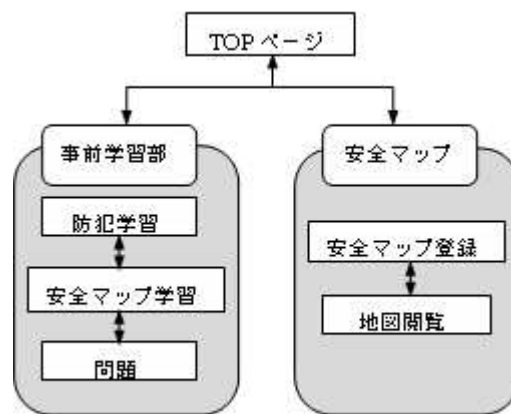 TOPページ
事前学習部
防犯学習
安全マップ学習
問題
安全マップ
安全マップ登録
地図閲覧